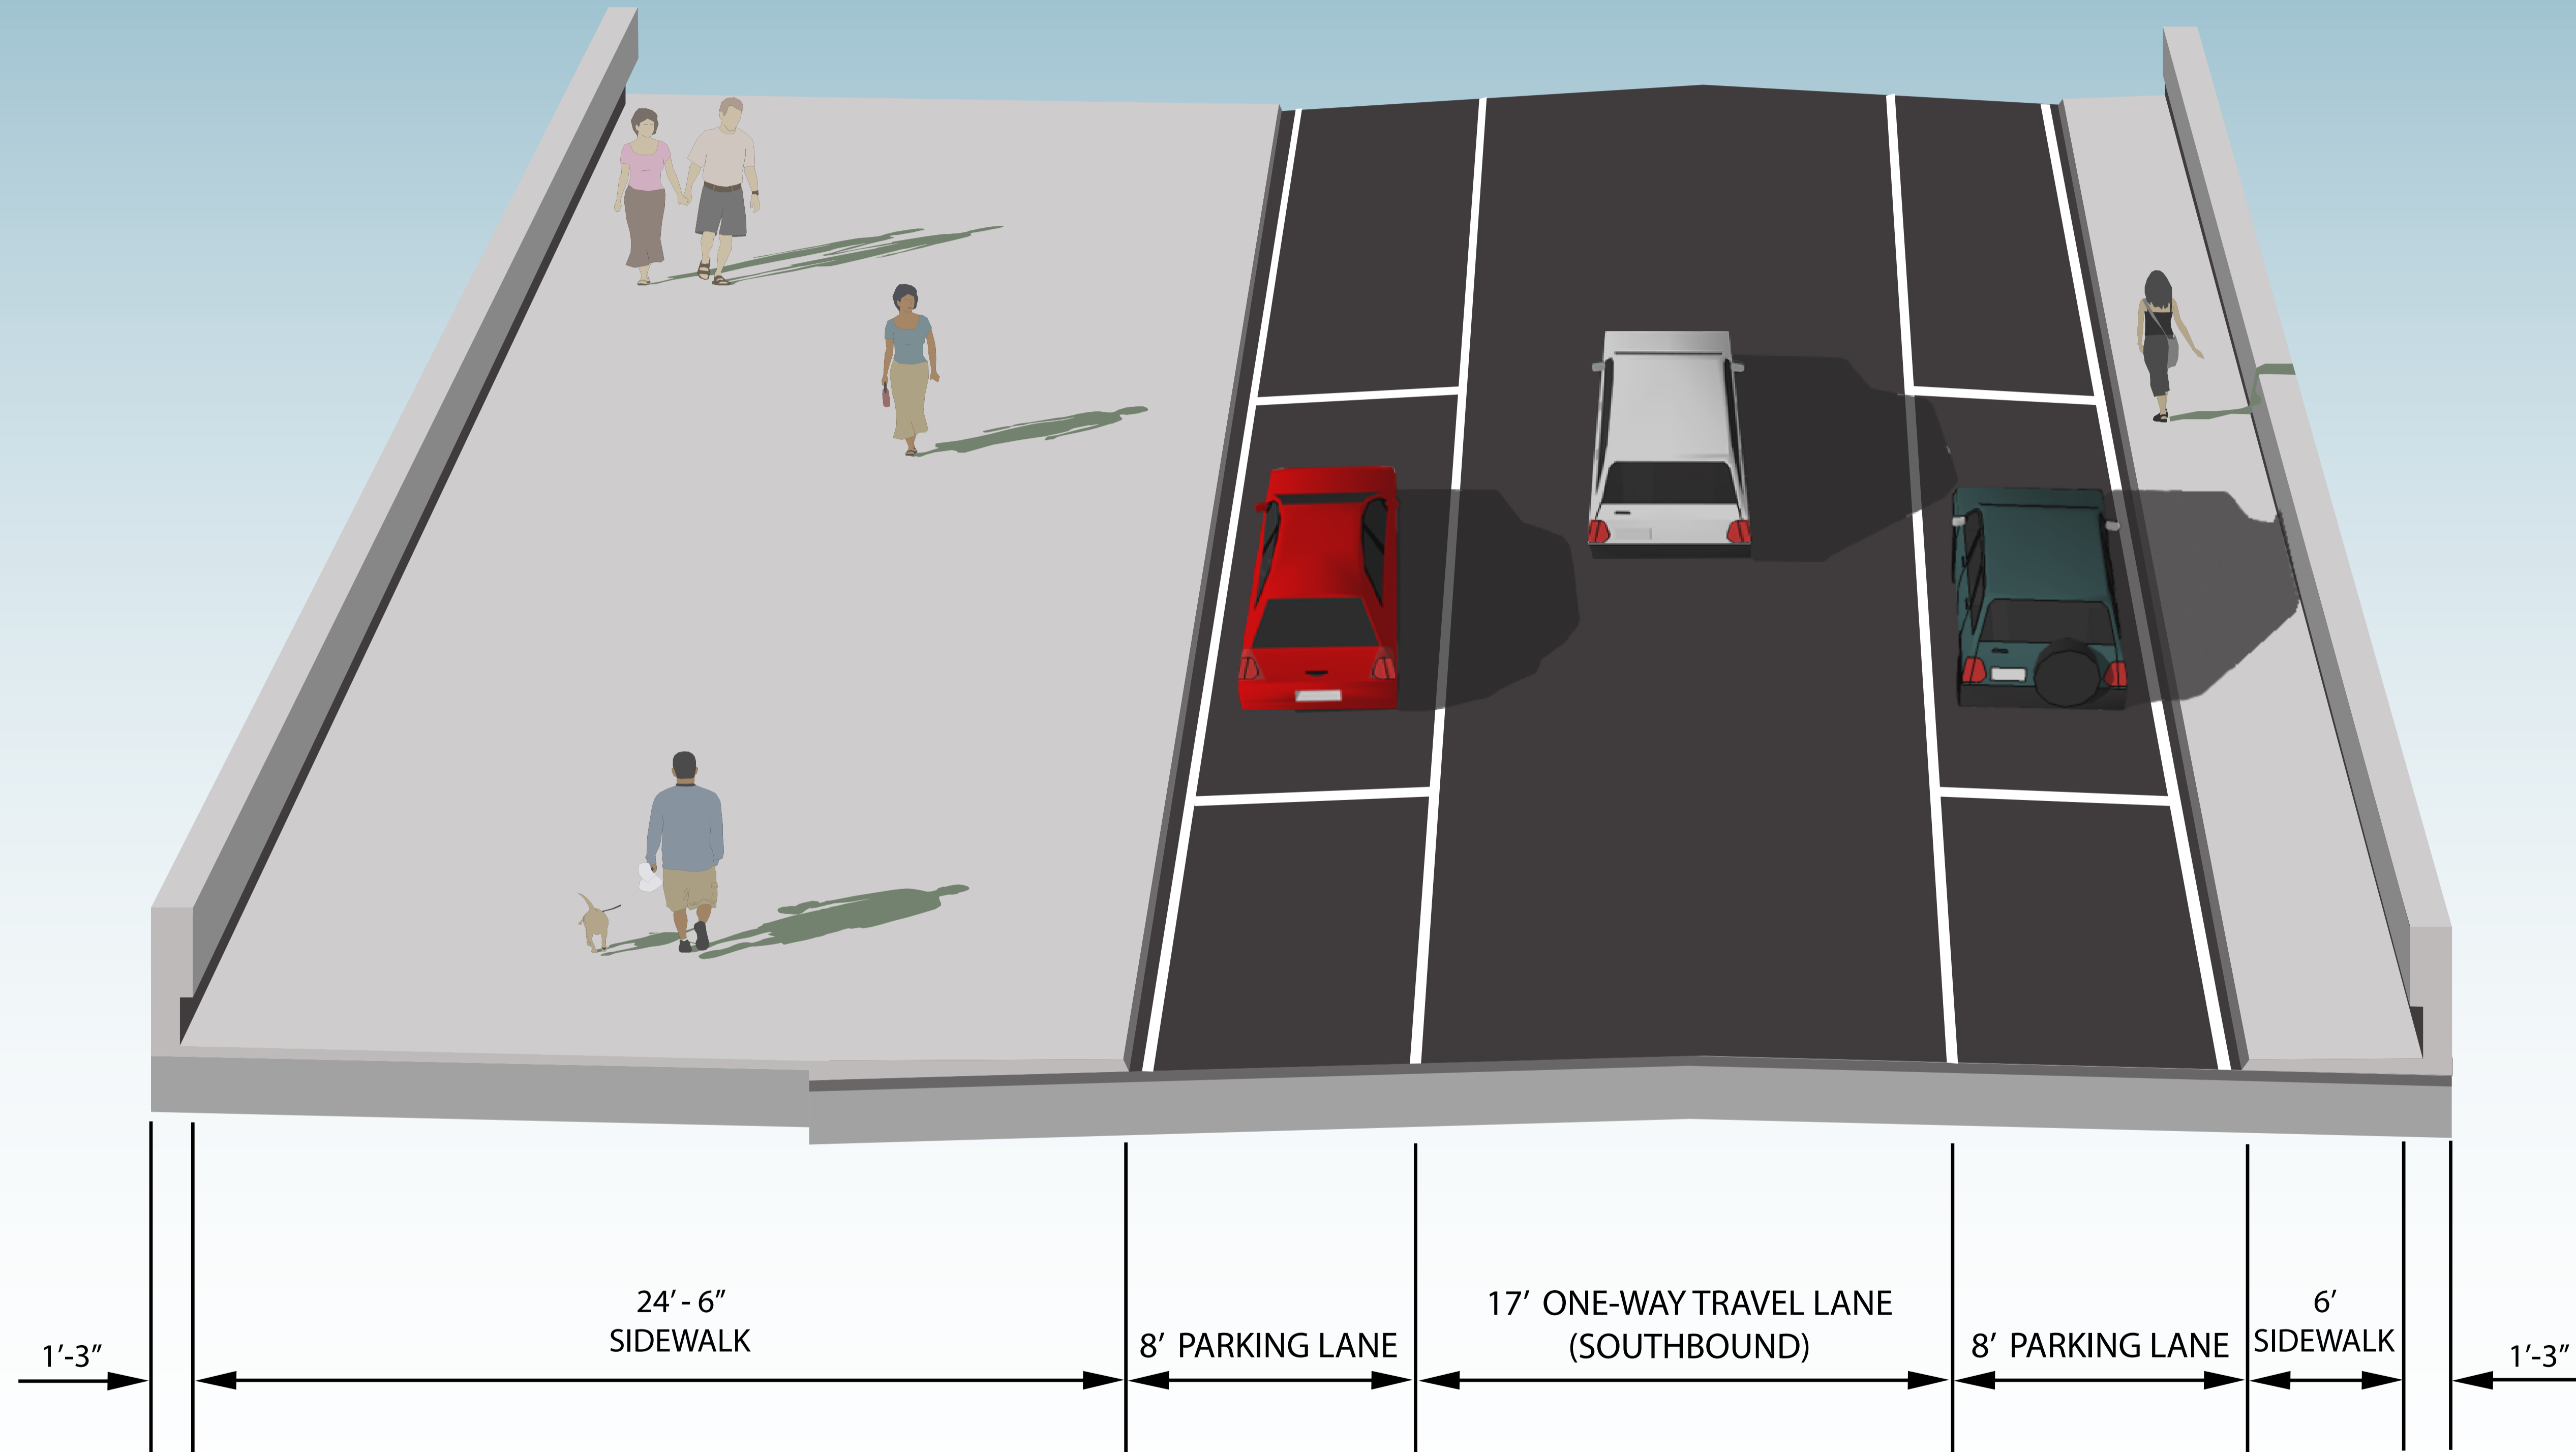 1’-3”
24’ - 6”
SIDEWALK
8’ PARKING LANE
17’ ONE-WAY TRAVEL LANE
(SOUTHBOUND)
8’ PARKING LANE
6’
SIDEWALK
1’-3”